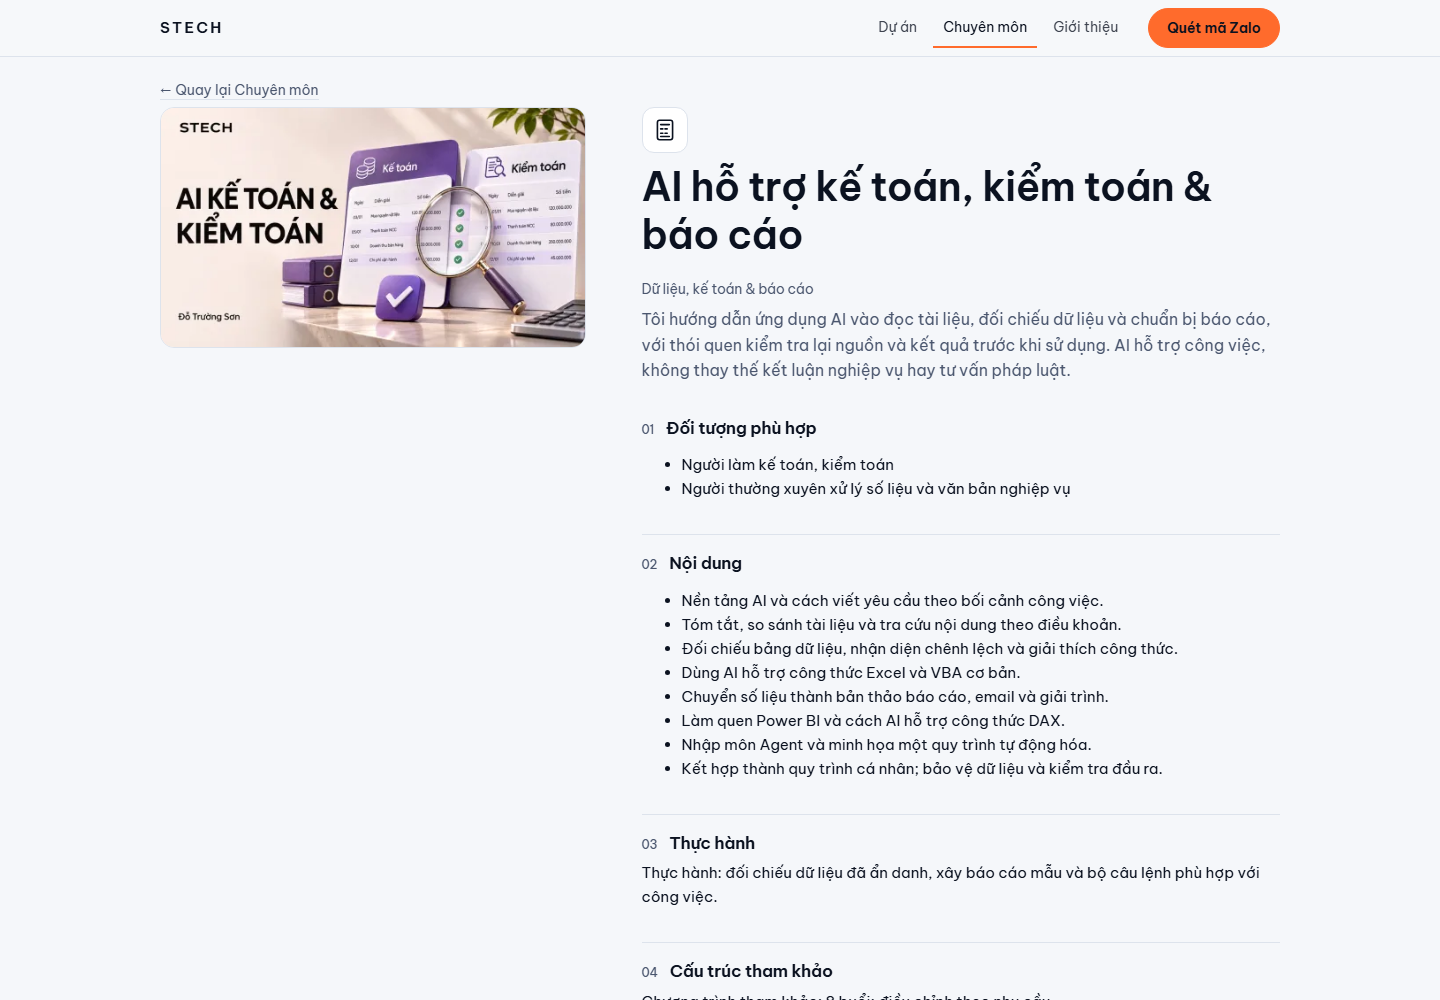 STECH
Dự án
Chuyên môn
Giới thiệu
Quét mã Zalo
← Quay lại Chuyên môn
STECH
AI KẾ TOÁN &
KIỂM TOÁN
Đỗ Trường Sơn
Kế toán
Kiểm toán
AI hỗ trợ kế toán, kiểm toán &
báo cáo
Dữ liệu, kế toán & báo cáo
Tôi hướng dẫn ứng dụng AI vào đọc tài liệu, đối chiếu dữ liệu và chuẩn bị báo cáo,
với thói quen kiểm tra lại nguồn và kết quả trước khi sử dụng. AI hỗ trợ công việc,
không thay thế kết luận nghiệp vụ hay tư vấn pháp luật.
01 Đối tượng phù hợp
• Người làm kế toán, kiểm toán
• Người thường xuyên xử lý số liệu và văn bản nghiệp vụ
02 Nội dung
• Nền tảng AI và cách viết yêu cầu theo bối cảnh công việc.
• Tóm tắt, so sánh tài liệu và tra cứu nội dung theo điều khoản.
• Đối chiếu bảng dữ liệu, nhận diện chênh lệch và giải thích công thức.
• Dùng AI hỗ trợ công thức Excel và VBA cơ bản.
• Chuyển số liệu thành bản thảo báo cáo, email và giải trình.
• Làm quen Power BI và cách AI hỗ trợ công thức DAX.
• Nhập môn Agent và minh họa một quy trình tự động hóa.
• Kết hợp thành quy trình cá nhân; bảo vệ dữ liệu và kiểm tra đầu ra.
03 Thực hành
Thực hành: đối chiếu dữ liệu đã ẩn danh, xây báo cáo mẫu và bộ câu lệnh phù hợp với
công việc.
04 Cấu trúc tham khảo
Chương trình tham khảo: 8 buổi; điều chỉnh theo nhu cầu.